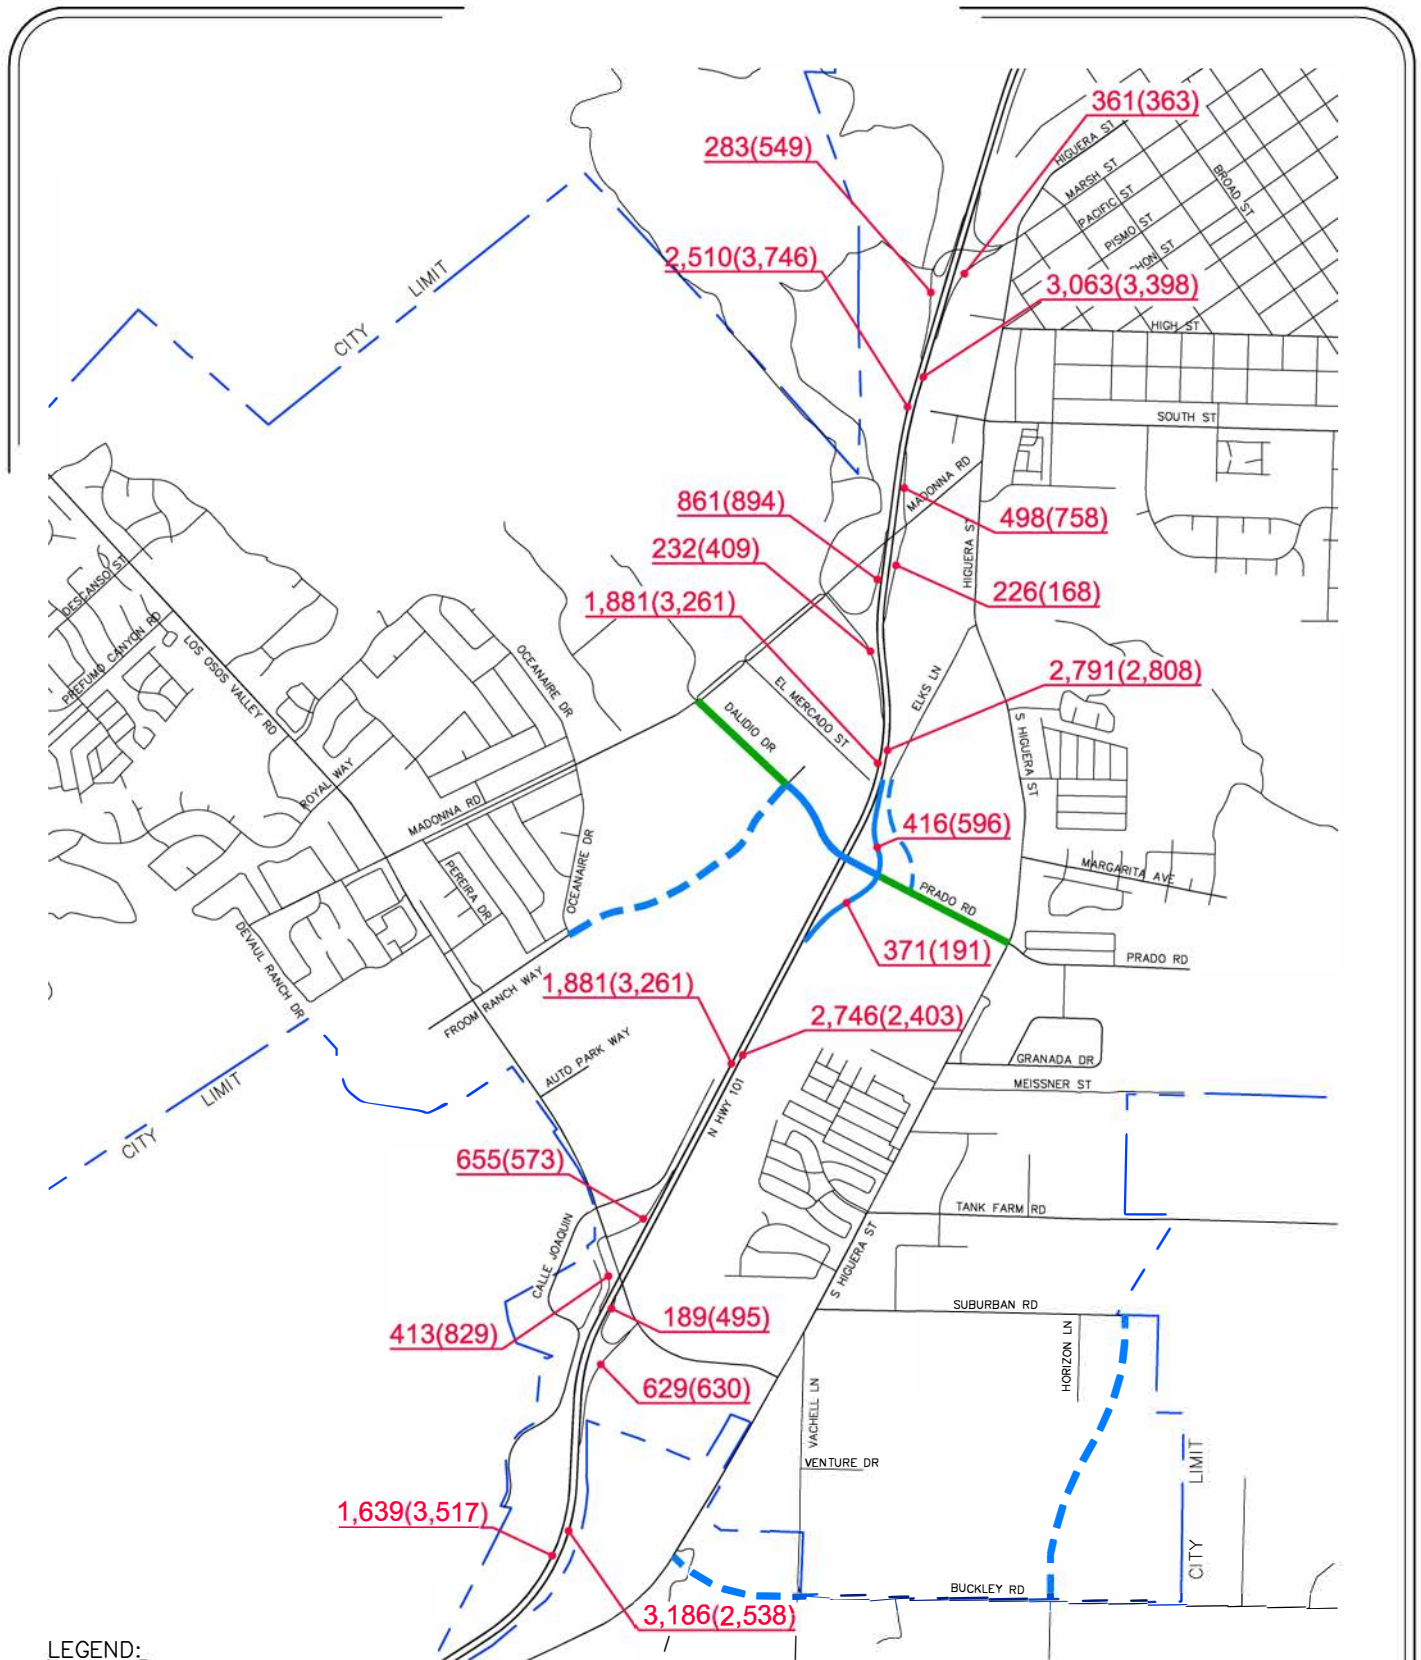 361(363)
283(549)
HIGUERA ST
MARSH ST
BROAD ST
PACIFIC ST
PISMO ST
2,510(3,746)
LIMIT
CITY
3,063(3,398)
HIGH ST
SOUTH ST
MADONNA RD
861(894)
498(758)
232(409)
HIGUERA ST
1,881(3,261)
226(168)
DESCANSO ST
PREFUMO CANYON RD
LOS OSOS VALLEY RD
OCEANAIRE DR
2,791(2,808)
EL MERCADO ST
ELKS LN
DALIDIO DR
S HIGUERA ST
ROYAL WAY
MADONNA RD
416(596)
OCEANAIRE DR
PEREIRA DR
MARGARITA AVE
PRADO RD
DEVAUL RANCH DR
371(191)
PRADO RD
FROOM RANCH WAY
1,881(3,261)
2,746(2,403)
AUTO PARK WAY
GRANADA DR
MEISSNER ST
LIMIT
CITY
N HWY 101
655(573)
TANK FARM RD
CALLE JOAQUIN
S HIGUERA ST
413(829)
189(495)
SUBURBAN RD
HORIZON LN
629(630)
VACHELL LN
VENTURE DR
LIMIT
CITY
1,639(3,517)
BUCKLEY RD
3,186(2,538)
LEGEND: